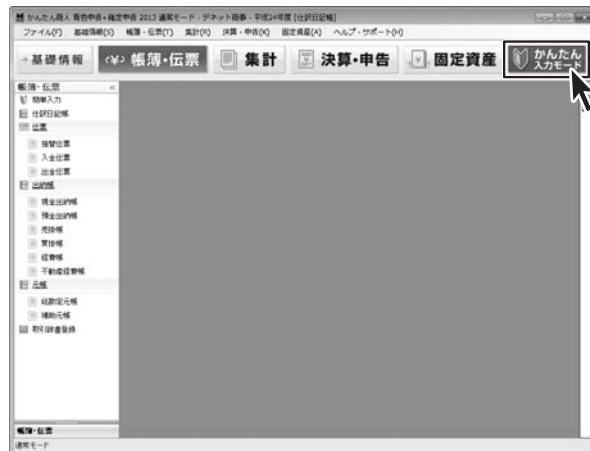 かんたん商人 青色申告+確定申告 2013 通常モード - デネット商事 - 平成24年度 [仕訳日記帳]
ファイル(F) 基礎情報(S) 帳簿・伝票(T) 集計(R) 決算・申告(K) 固定資産(A) ヘルプ・サポート(H)
基礎情報 帳簿・伝票 集計 決算・申告 固定資産 かんたん
入力モード
帳簿・伝票 «
簡単入力
仕訳日記帳
伝票
振替伝票
入金伝票
出金伝票
出納帳
現金出納帳
預金出納帳
売掛帳
買掛帳
経費帳
不動産経費帳
元帳
総勘定元帳
補助元帳
取引辞書登録
帳簿・伝票
通常モード